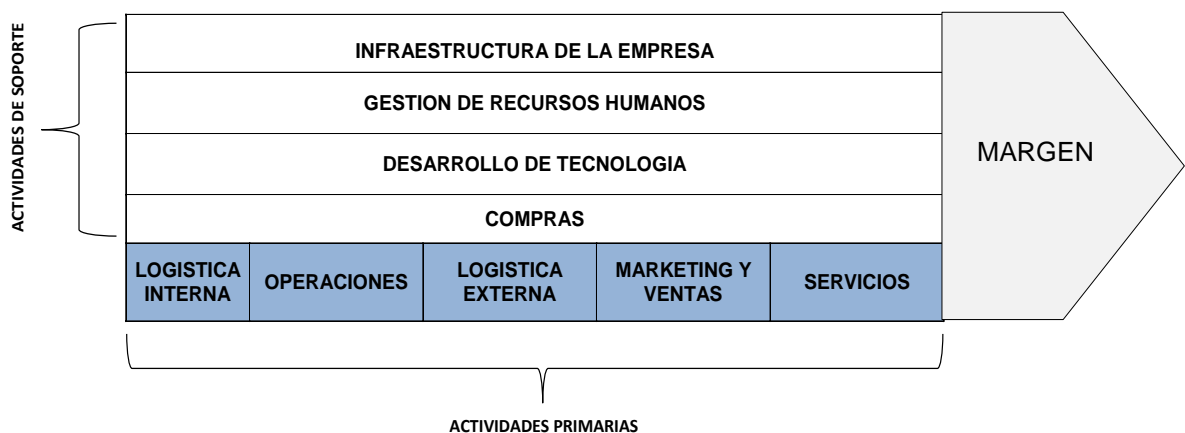 ACTIVIDADES DE SOPORTE
INFRAESTRUCTURA DE LA EMPRESA
GESTION DE RECURSOS HUMANOS
DESARROLLO DE TECNOLOGIA
COMPRAS
MARGEN
LOGISTICA
INTERNA
OPERACIONES
LOGISTICA
EXTERNA
MARKETING Y
VENTAS
SERVICIOS
ACTIVIDADES PRIMARIAS